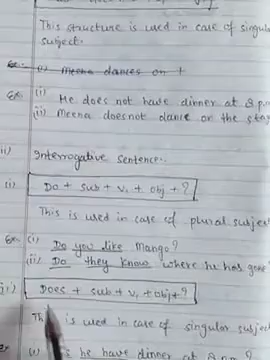 This structure is used in case of singular
subject.
Ex:- (i) Meena dances on t
Ex:- (i) He does not have dinner at 8 p.m
(ii) Meena doesnot dance on the stag
ii) Interrogative sentence:-
(i) Do + sub + V₁ + obj + ?
This is used in case of plural subject
Ex:- (i) Do you like Mango?
(ii) Do they know where he has gone?
ii) Does + sub + V₁ + obj + ?
is used in case of singular subject
he have dinner at 8 pm